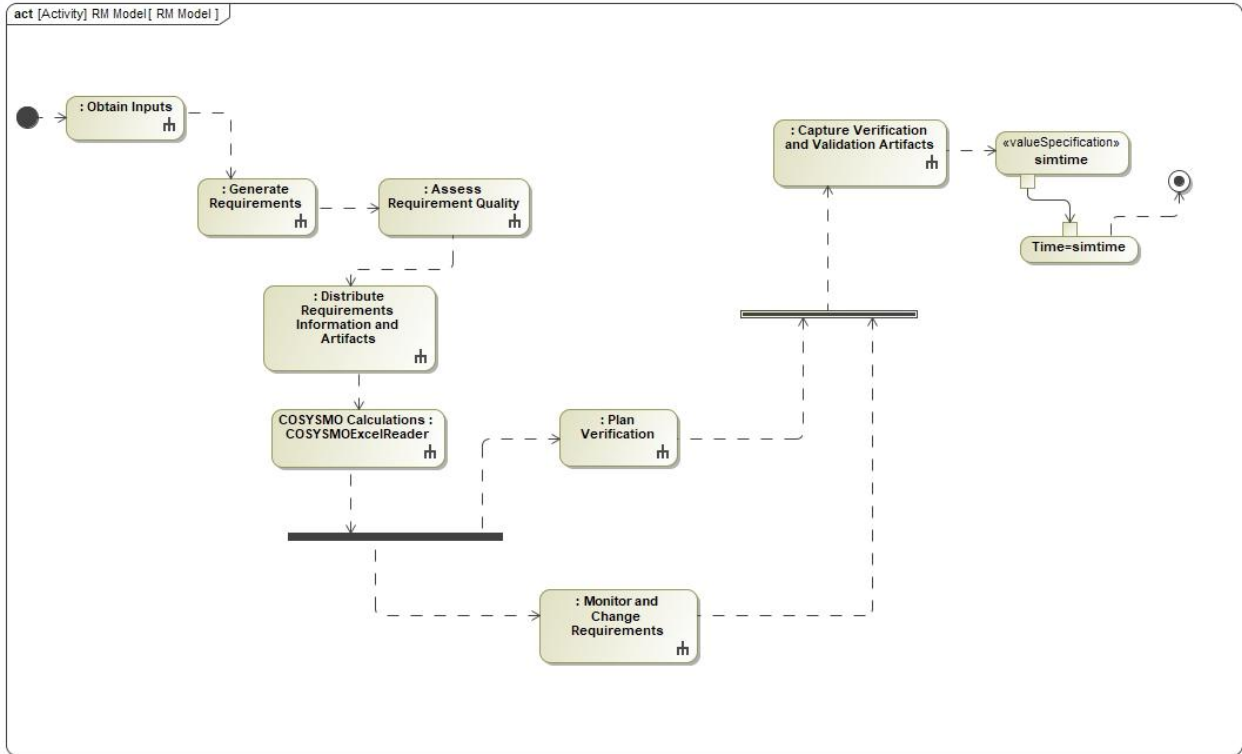 act [Activity] RM Model[ RM Model ]
: Obtain Inputs
: Generate
Requirements
: Assess
Requirement Quality
: Distribute
Requirements
Information and
Artifacts
COSYSMO Calculations :
COSYSMOExcelReader
: Plan
Verification
: Monitor and
Change
Requirements
: Capture Verification
and Validation Artifacts
«valueSpecification»
simtime
Time=simtime